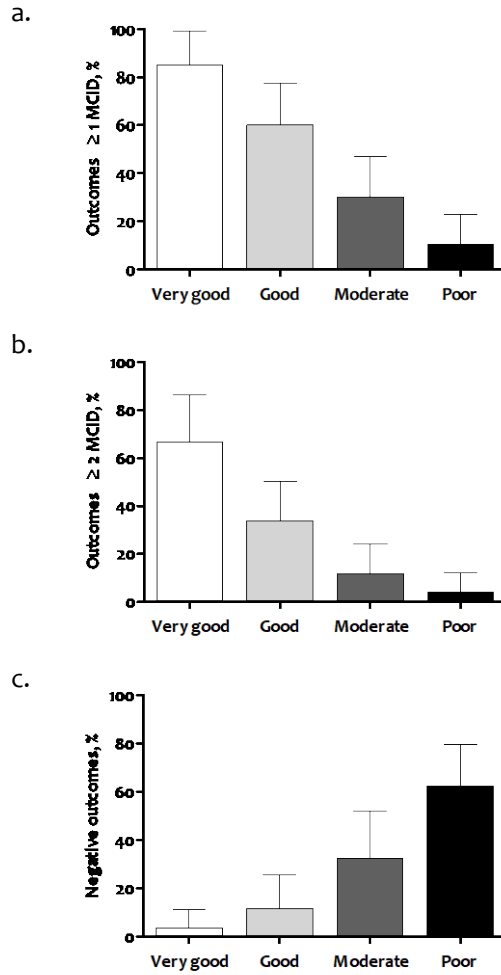 a.
Outcomes ≥ 1 MCID, %
100
80
60
40
20
0
Very good Good Moderate Poor
b.
Outcomes ≥ 2 MCID, %
100
80
60
40
20
0
Very good Good Moderate Poor
c.
Negative outcomes, %
100
80
60
40
20
0
Very good Good Moderate Poor